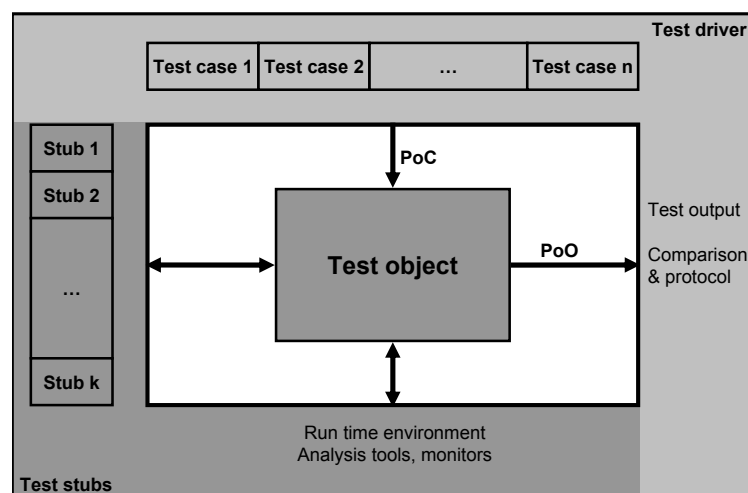 Test driver
Test case 1
Test case 2
…
Test case n
Stub 1
Stub 2
…
Stub k
PoC
Test object
PoO
Test output
Comparison
& protocol
Run time environment
Analysis tools, monitors
Test stubs